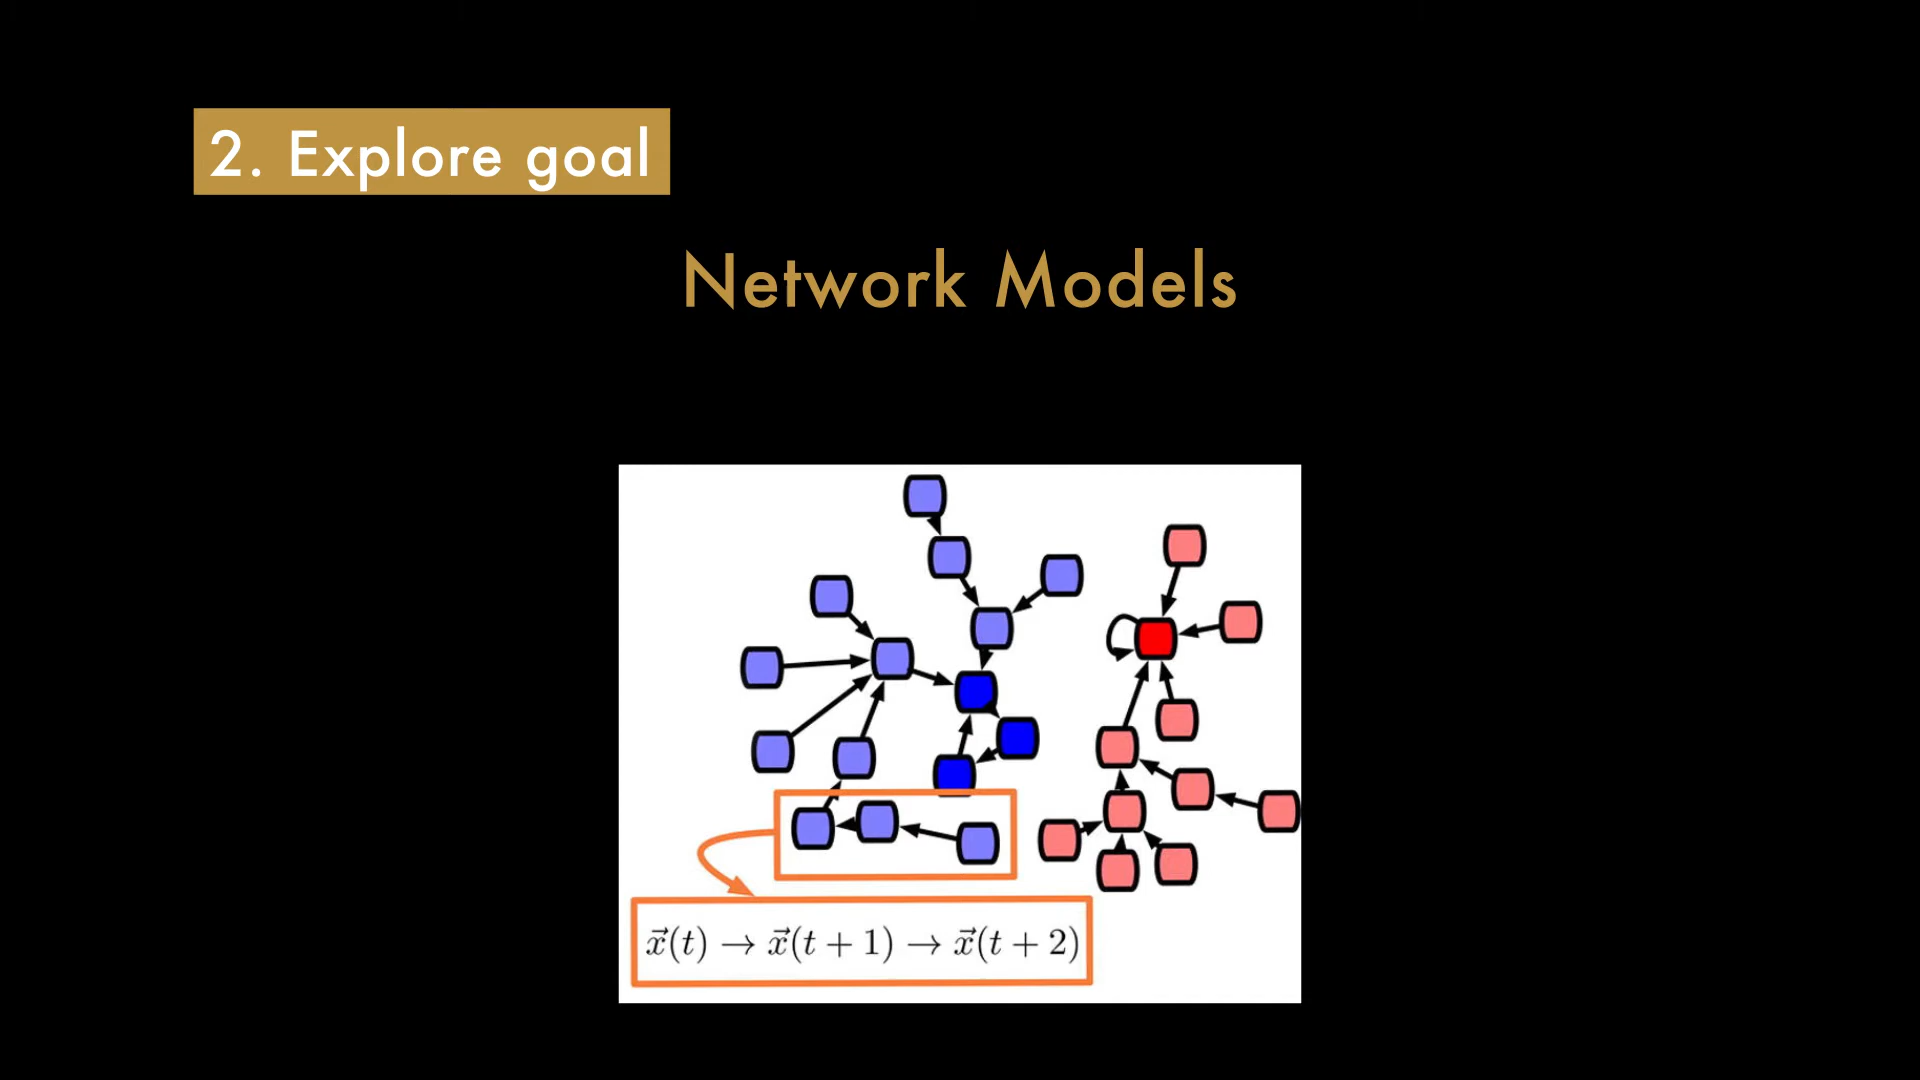 2. Explore goal
Network Models
x⃗(t) → x⃗(t + 1) → x⃗(t + 2)